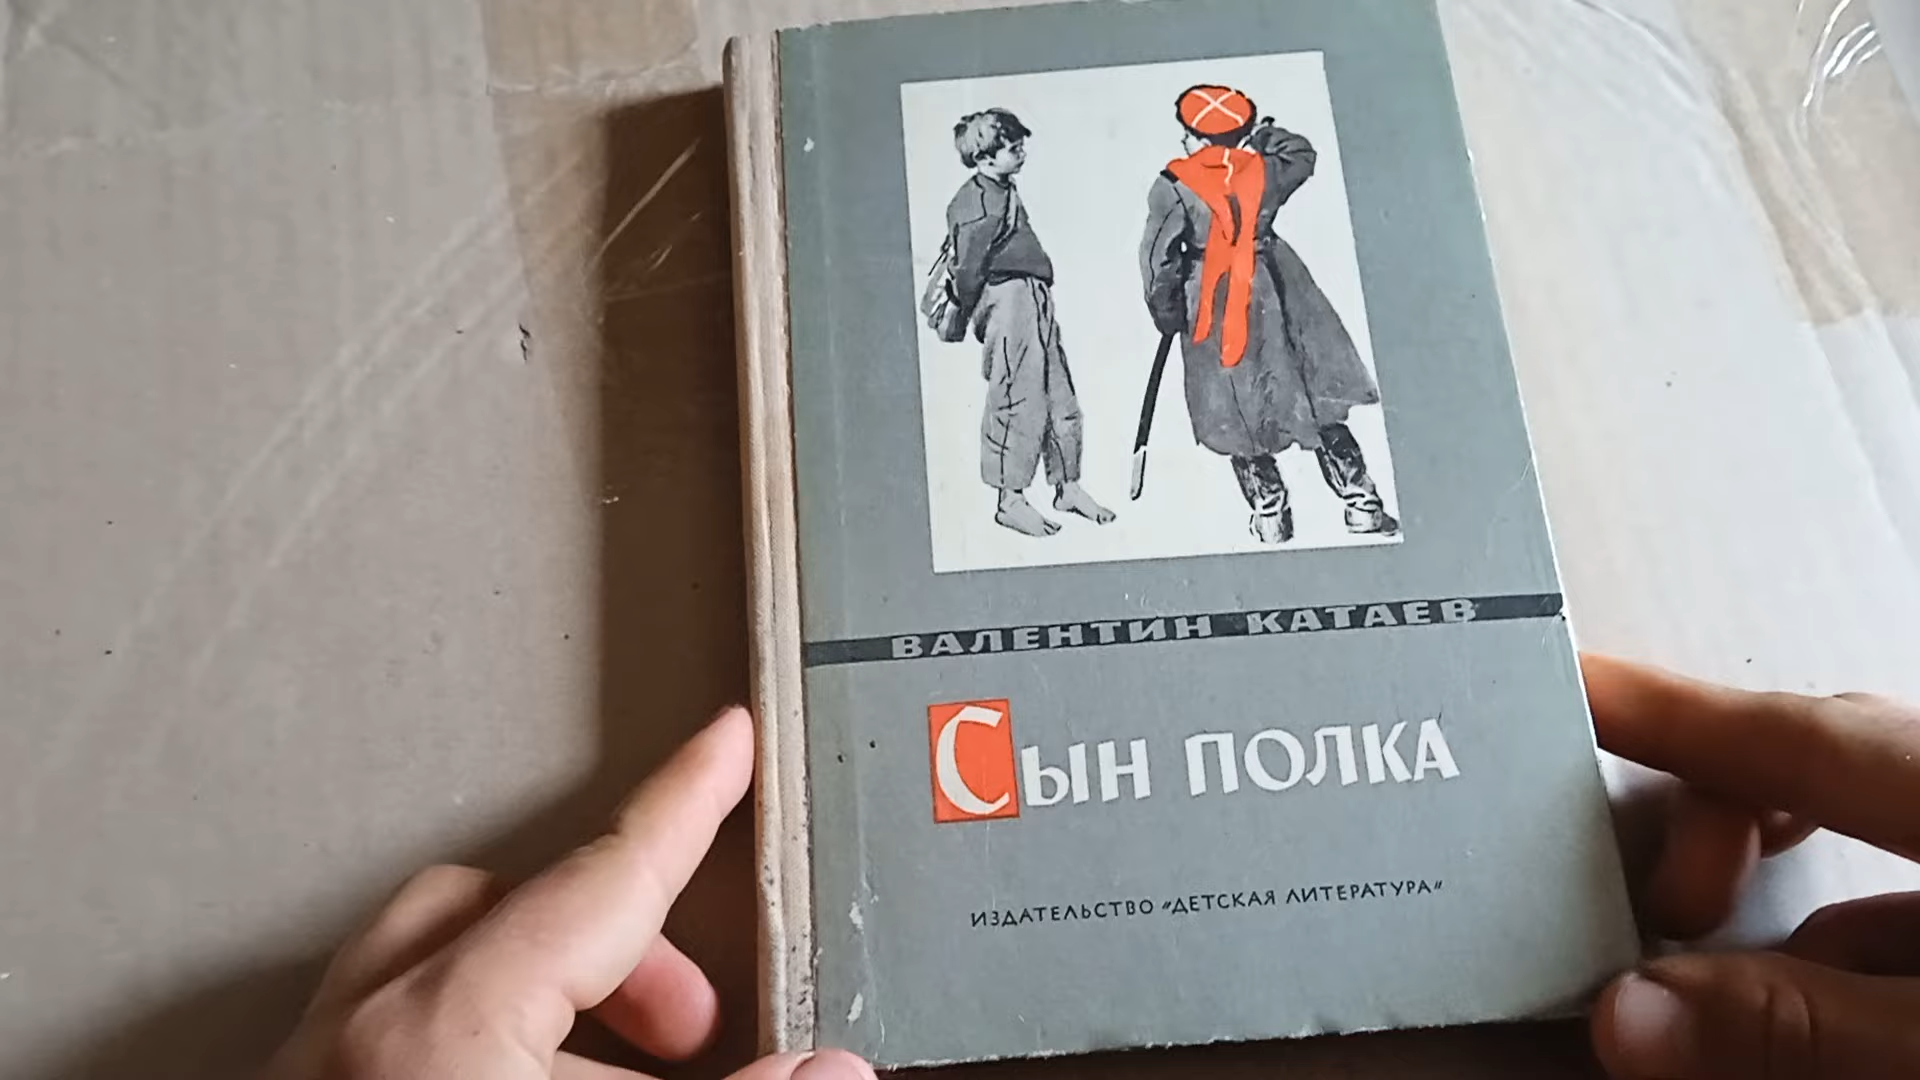 ВАЛЕНТИН КАТАЕВ
Сын полка
ИЗДАТЕЛЬСТВО "ДЕТСКАЯ ЛИТЕРАТУРА"